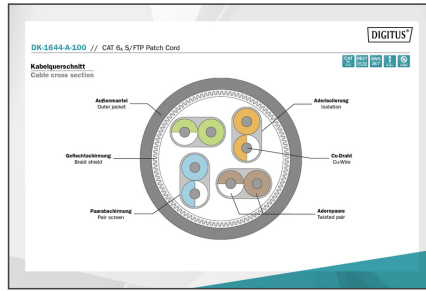 DIGITUS®
DK-1644-A-100 // CAT 6A S/FTP Patch Cord
Kabelquerschnitt
Cable cross section
Außenmantel
Outer jacket
Aderisolierung
Isolation
Geflechtschirmung
Braid shield
Cu-Draht
Cu-Wire
Paarabschirmung
Pair screen
Adernpaare
Twisted pair